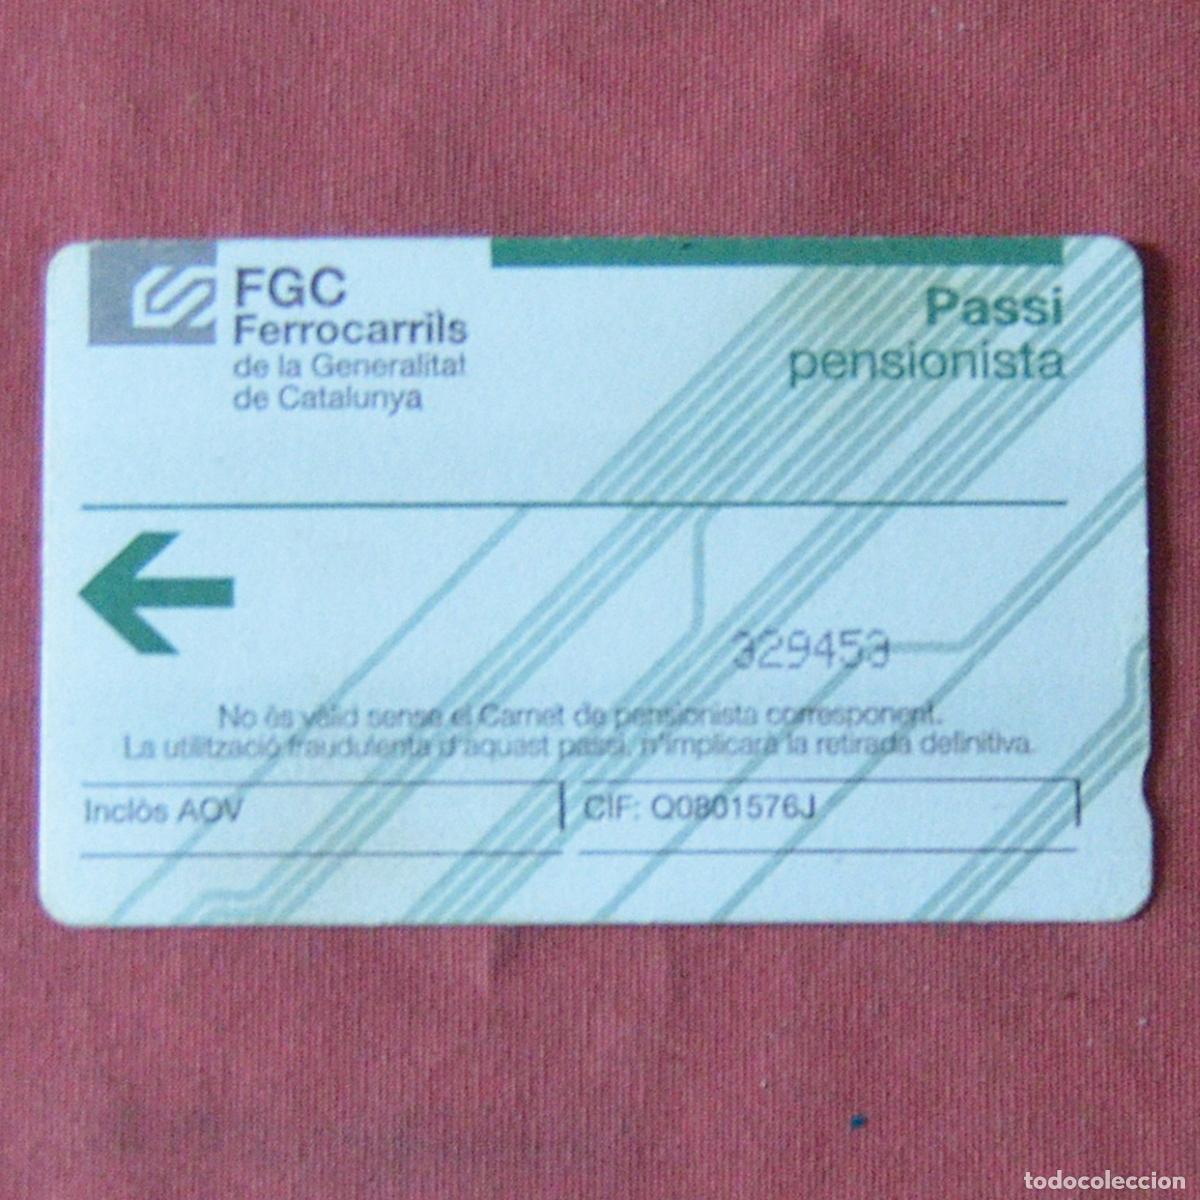 FGC
Ferrocarrils
de la Generalitat
de Catalunya
Passi
pensionista
329453
No és vàlid sense el Carnet de pensionista corresponent.
La utilització fraudulenta d'aquast passi, n'implicarà la retirada definitiva.
Inclòs AOV
CIF: Q0801576J
todocoleccion